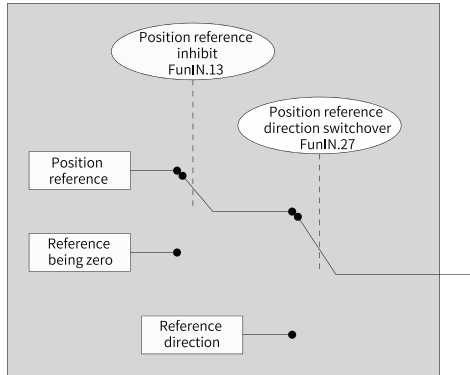 Position reference
inhibit
FunIN.13
Position reference
direction switchover
FunIN.27
Position
reference
Reference
being zero
Reference
direction